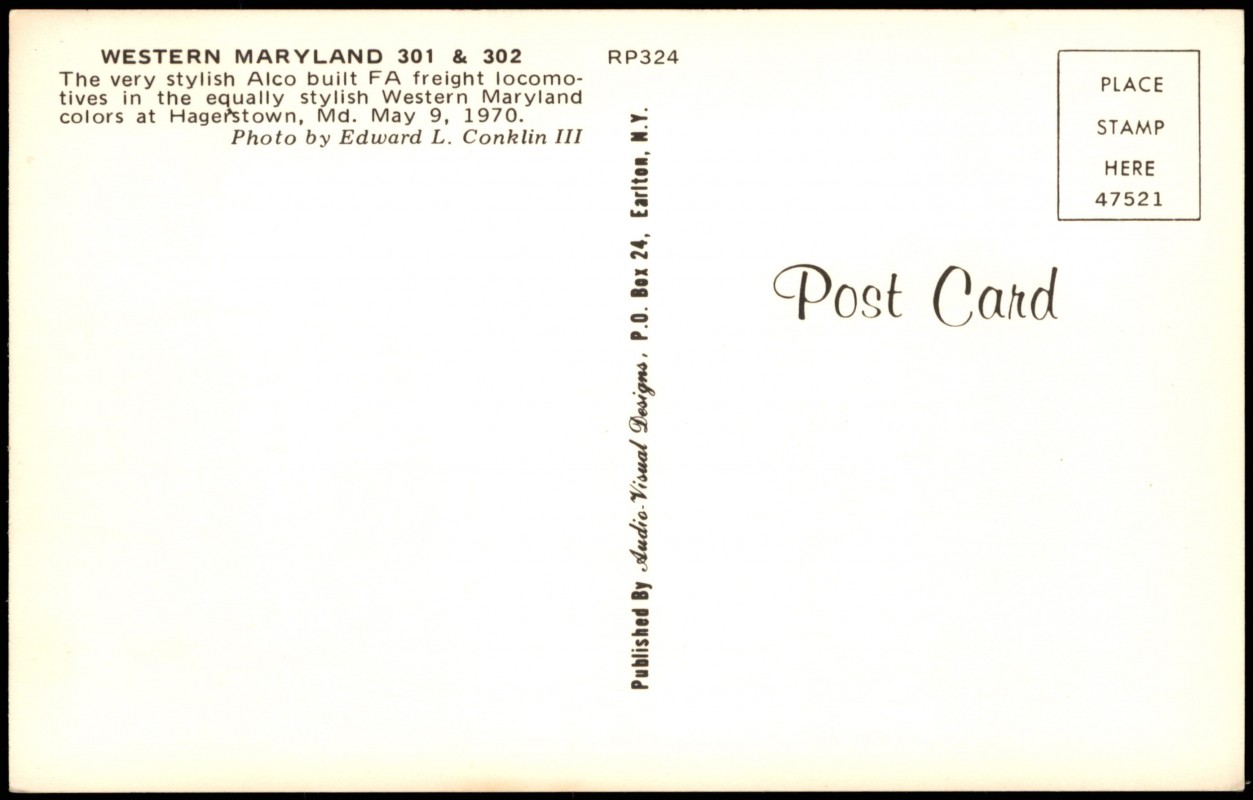 WESTERN MARYLAND 301 & 302
The very stylish Alco built FA freight locomo-
tives in the equally stylish Western Maryland
colors at Hagerstown, Md. May 9, 1970.
Photo by Edward L. Conklin III
RP324
Published By Audio-Visual Designs, P.O. Box 24, Earlton, N.Y.
PLACE
STAMP
HERE
47521
Post Card